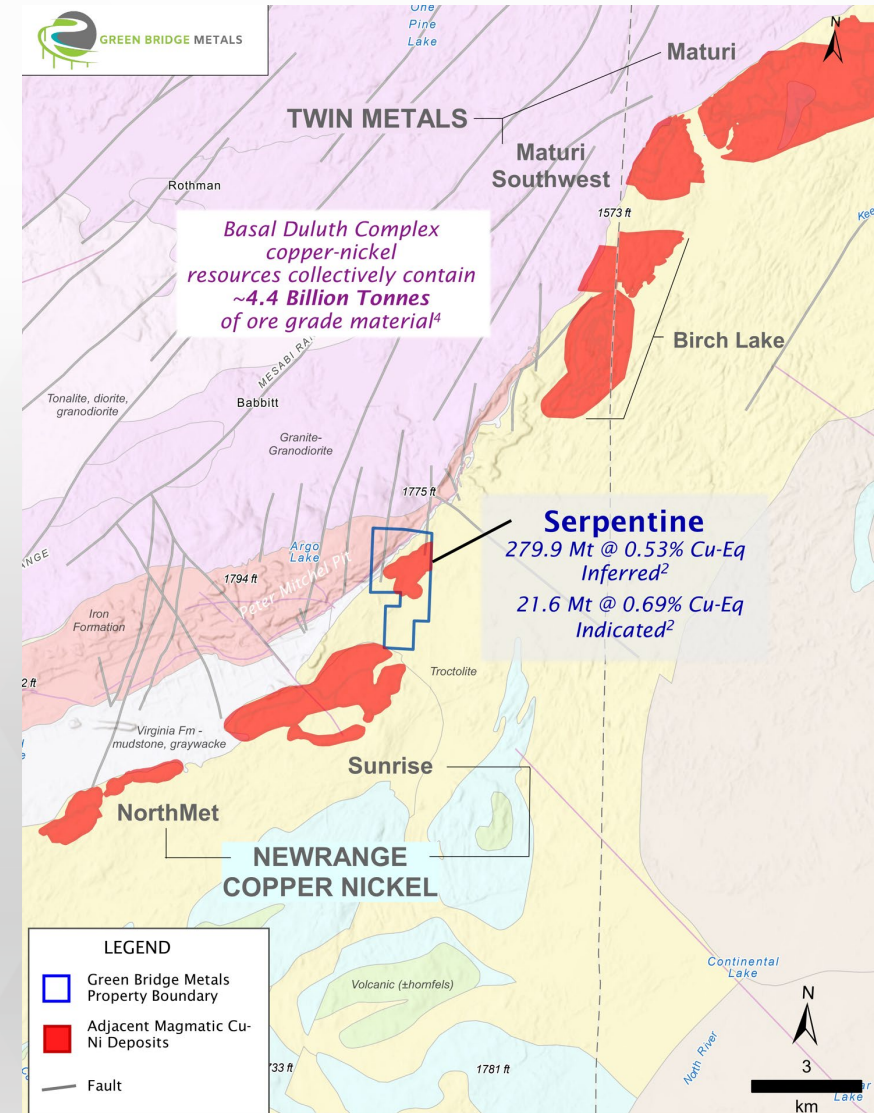 GREEN BRIDGE METALS
One
Pine
Lake
Maturi
N
TWIN METALS
Maturi
Southwest
Rothman
1573 ft
Basal Duluth Complex
copper-nickel
resources collectively contain
~4.4 Billion Tonnes
of ore grade material⁴
Birch Lake
Tonalite, diorite,
granodiorite
Babbitt
Granite-
Granodiorite
1775 ft
Serpentine
279.9 Mt @ 0.53% Cu-Eq
Inferred²
21.6 Mt @ 0.69% Cu-Eq
Indicated²
Argo
Lake
1794 ft
Peter Mitchel Pit
Iron
Formation
Troctolite
Virginia Fm -
mudstone, graywacke
Sunrise
NorthMet
NEWRANGE
COPPER NICKEL
LEGEND
Green Bridge Metals
Property Boundary
Adjacent Magmatic Cu-
Ni Deposits
Fault
Volcanic (±hornfels)
Continental
Lake
N
North River
1781 ft
3
km
Lake